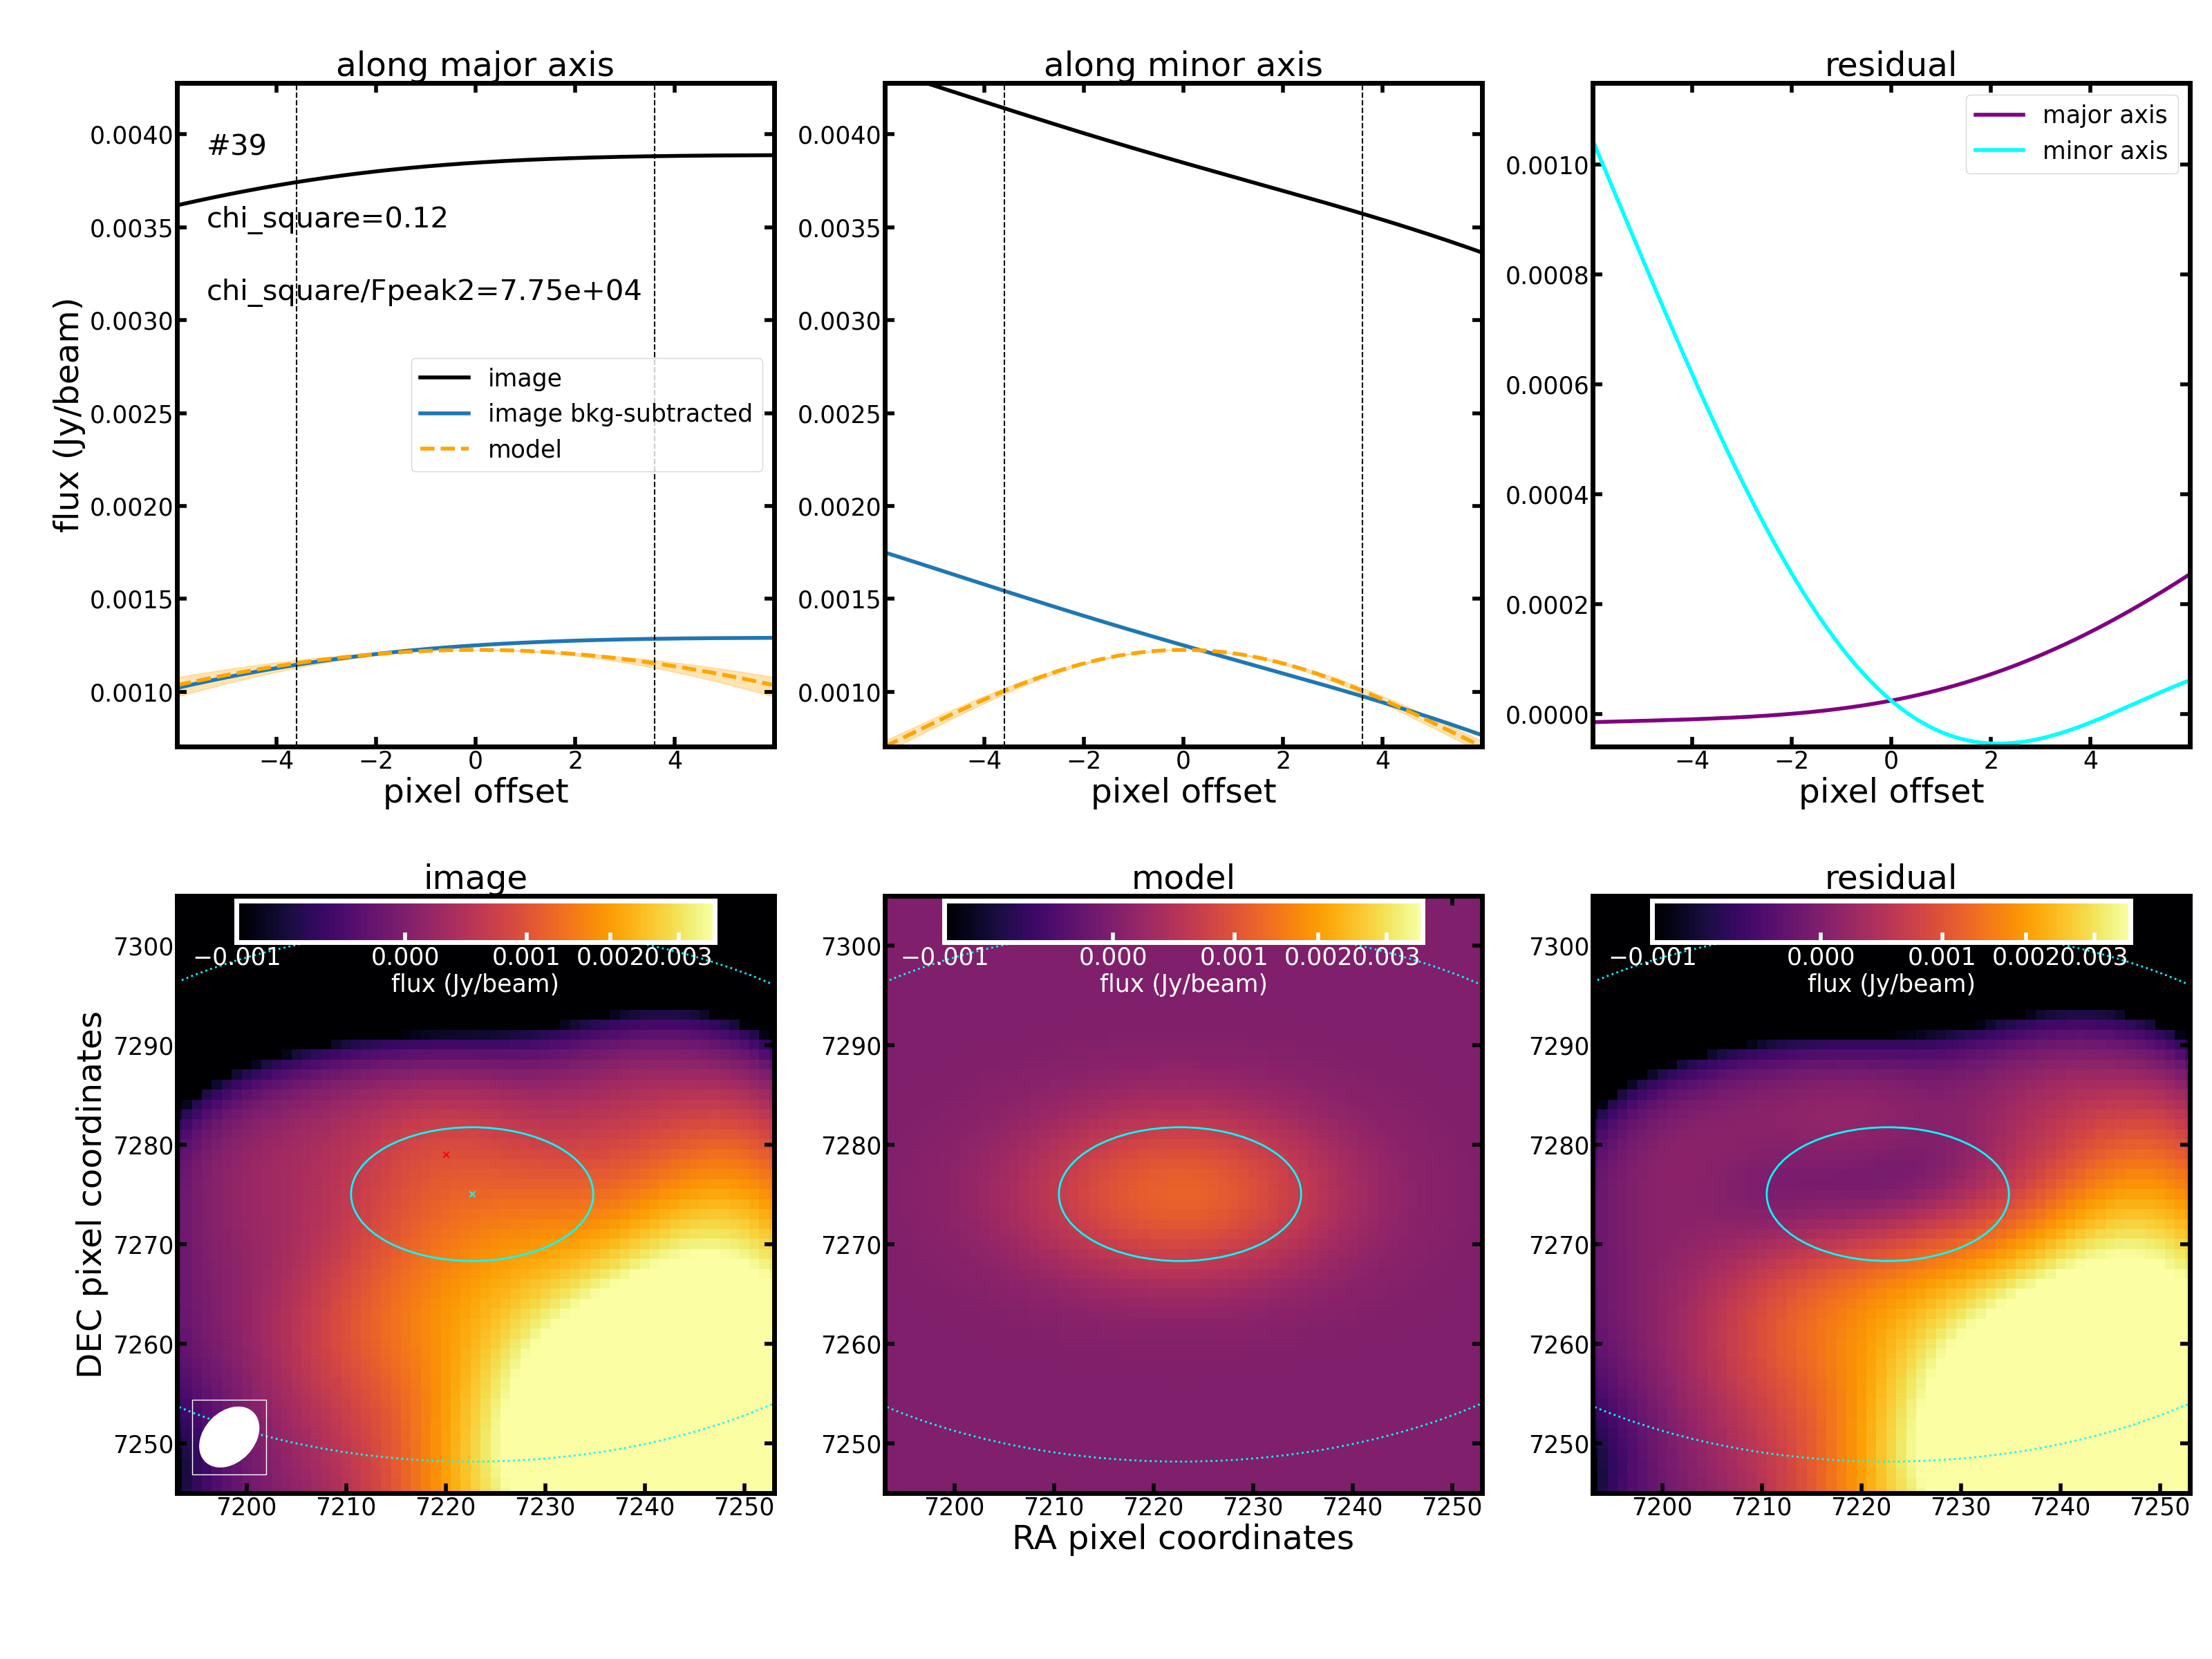 along major axis
along minor axis
residual
#39
chi_square=0.12
chi_square/Fpeak2=7.75e+04
image
image bkg-subtracted
model
flux (Jy/beam)
0.0040
0.0035
0.0030
0.0025
0.0020
0.0015
0.0010
−4 −2 0 2 4
pixel offset
0.0040
0.0035
0.0030
0.0025
0.0020
0.0015
0.0010
−4 −2 0 2 4
pixel offset
major axis
minor axis
0.0010
0.0008
0.0006
0.0004
0.0002
0.0000
−4 −2 0 2 4
pixel offset
image
−0.001 0.000 0.001 0.002 0.003
flux (Jy/beam)
DEC pixel coordinates
7300
7290
7280
7270
7260
7250
7200 7210 7220 7230 7240 7250
model
−0.001 0.000 0.001 0.002 0.003
flux (Jy/beam)
7300
7290
7280
7270
7260
7250
7200 7210 7220 7230 7240 7250
RA pixel coordinates
residual
−0.001 0.000 0.001 0.002 0.003
flux (Jy/beam)
7300
7290
7280
7270
7260
7250
7200 7210 7220 7230 7240 7250